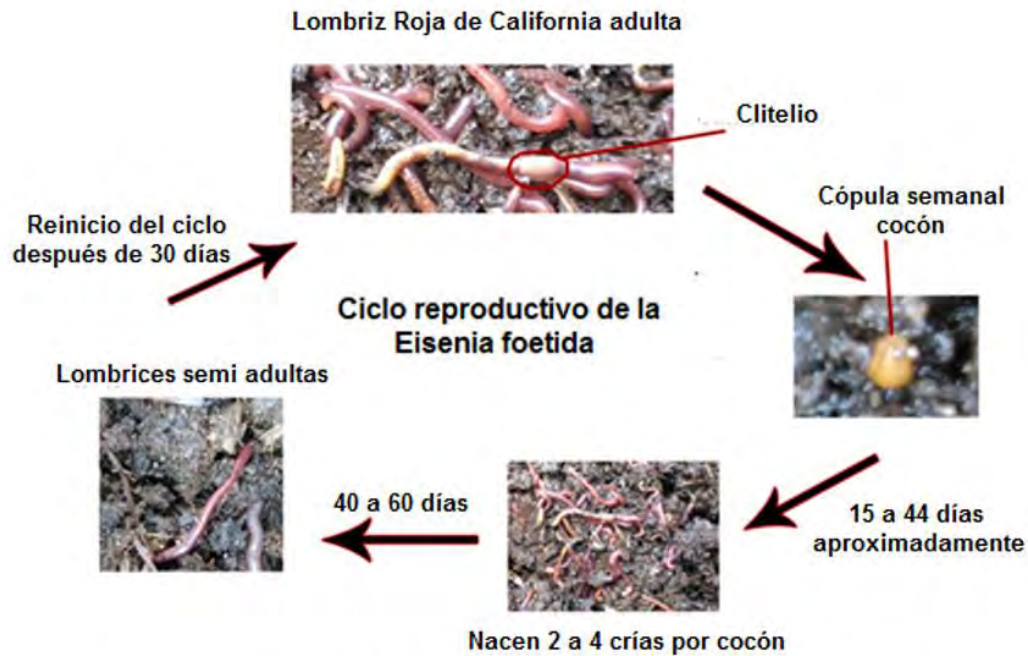 Lombriz Roja de California adulta
Clitelio
Cópula semanal
cocón
Reinicio del ciclo
después de 30 días
Ciclo reproductivo de la
Eisenia foetida
Lombrices semi adultas
40 a 60 días
15 a 44 días
aproximadamente
Nacen 2 a 4 crías por cocón